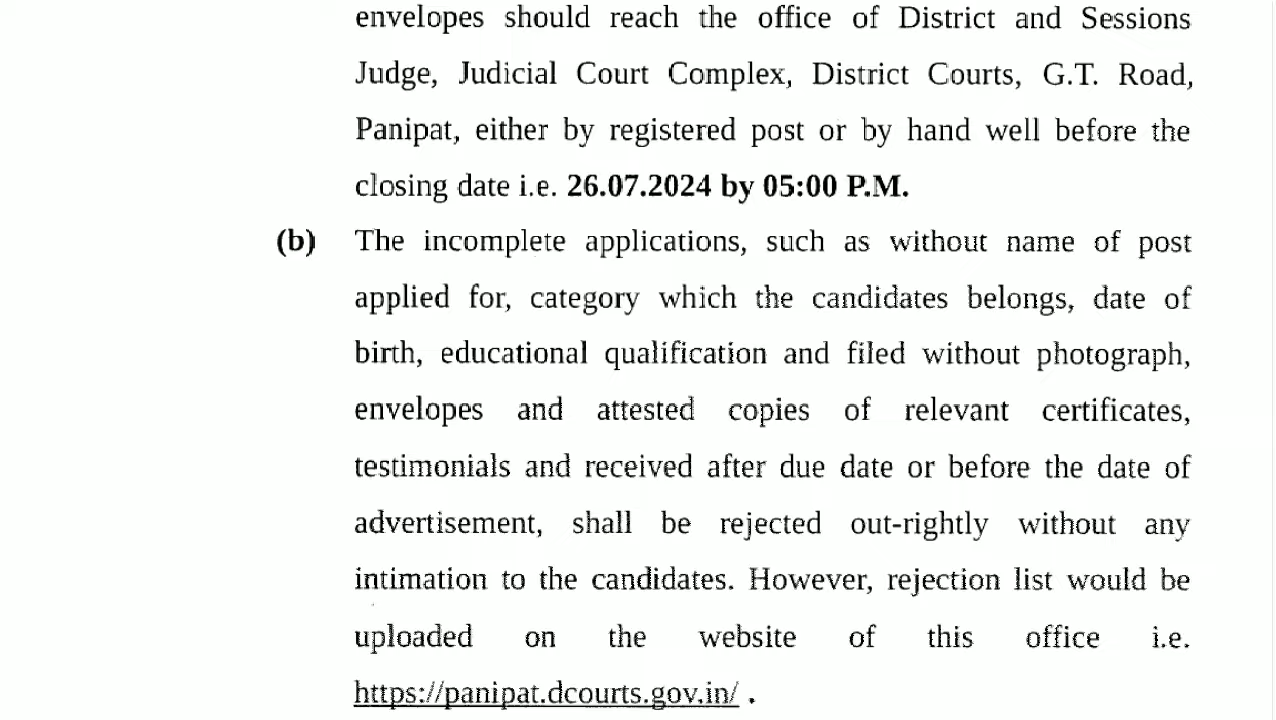 envelopes should reach the office of District and Sessions
Judge, Judicial Court Complex, District Courts, G.T. Road,
Panipat, either by registered post or by hand well before the
closing date i.e. 26.07.2024 by 05:00 P.M.
(b) The incomplete applications, such as without name of post
applied for, category which the candidates belongs, date of
birth, educational qualification and filed without photograph,
envelopes and attested copies of relevant certificates,
testimonials and received after due date or before the date of
advertisement, shall be rejected out-rightly without any
intimation to the candidates. However, rejection list would be
uploaded on the website of this office i.e.
https://panipat.dcourts.gov.in/ .